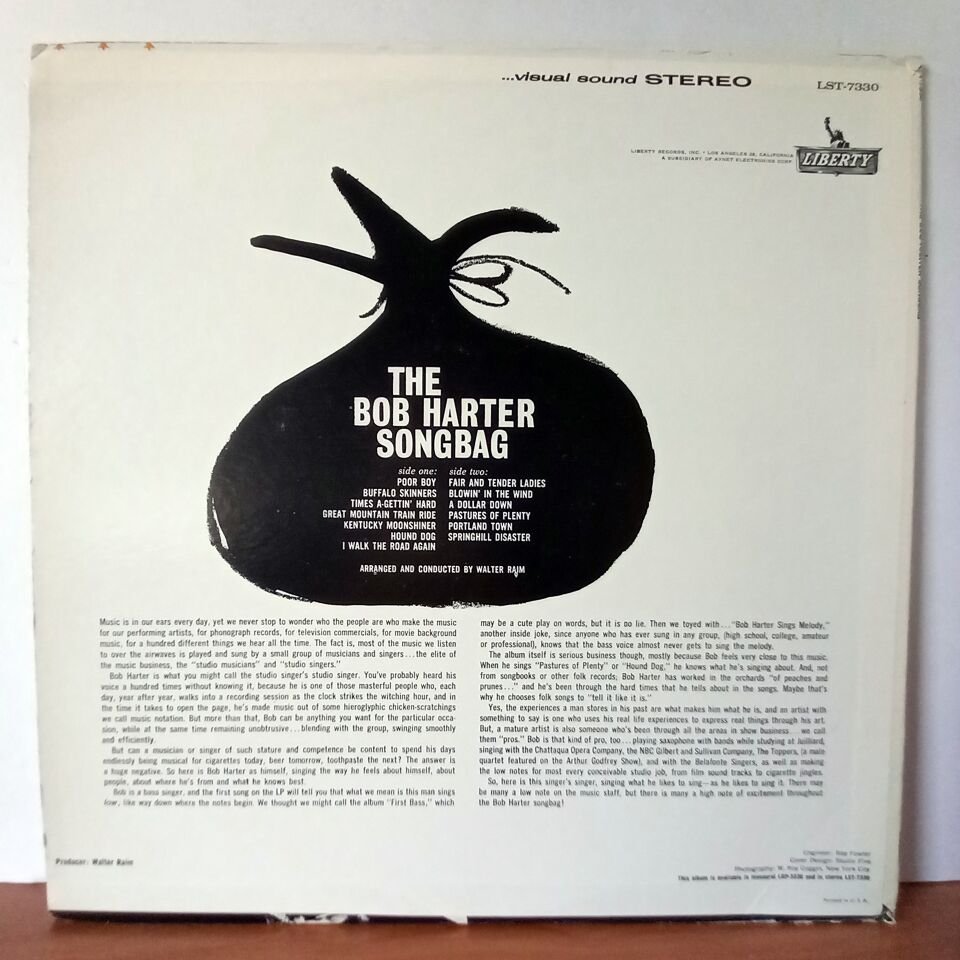 ...visual sound STEREO
LST-7330
LIBERTY RECORDS, INC. • LOS ANGELES 28, CALIFORNIA
A SUBSIDIARY OF AVNET ELECTRONICS CORP.
LIBERTY
THE
BOB HARTER
SONGBAG
side one:
POOR BOY
BUFFALO SKINNERS
TIMES A-GETTIN' HARD
GREAT MOUNTAIN TRAIN RIDE
KENTUCKY MOONSHINER
HOUND DOG
I WALK THE ROAD AGAIN
side two:
FAIR AND TENDER LADIES
BLOWIN' IN THE WIND
A DOLLAR DOWN
PASTURES OF PLENTY
PORTLAND TOWN
SPRINGHILL DISASTER
ARRANGED AND CONDUCTED BY WALTER RAIM
Music is in our ears every day, yet we never stop to wonder who the people are who make the music
for our performing artists, for phonograph records, for television commercials, for movie background
music, for a hundred different things we hear all the time. The fact is, most of the music we listen
to over the airwaves is played and sung by a small group of musicians and singers...the elite of
the music business, the "studio musicians" and "studio singers."
Bob Harter is what you might call the studio singer's studio singer. You've probably heard his
voice a hundred times without knowing it, because he is one of those masterful people who, each
day, year after year, walks into a recording session as the clock strikes the witching hour, and in
the time it takes to open the page, he's made music out of some hieroglyphic chicken-scratchings
we call music notation. But more than that, Bob can be anything you want for the particular occa-
sion, while at the same time remaining unobtrusive...blending with the group, swinging smoothly
and efficiently.
But can a musician or singer of such stature and competence be content to spend his days
endlessly being musical for cigarettes today, beer tomorrow, toothpaste the next? The answer is
a huge negative. So here is Bob Harter as himself, singing the way he feels about himself, about
people, about where he's from and what he knows best.
Bob is a bass singer, and the first song on the LP will tell you that what we mean is this man sings
low, like way down where the notes begin. We thought we might call the album "First Bass," which
may be a cute play on words, but it is no lie. Then we toyed with..."Bob Harter Sings Melody,"
another inside joke, since anyone who has ever sung in any group, (high school, college, amateur
or professional), knows that the bass voice almost never gets to sing the melody.
The album itself is serious business though, mostly because Bob feels very close to this music.
When he sings "Pastures of Plenty" or "Hound Dog," he knows what he's singing about. And, not
from songbooks or other folk records; Bob Harter has worked in the orchards "of peaches and
prunes..." and he's been through the hard times that he tells about in the songs. Maybe that's
why he chooses folk songs to "tell it like it is."
Yes, the experiences a man stores in his past are what makes him what he is, and an artist with
something to say is one who uses his real life experiences to express real things through his art.
But, a mature artist is also someone who's been through all the areas in show business...we call
them "pros." Bob is that kind of pro, too...playing saxophone with bands while studying at Juilliard,
singing with the Chattaqua Opera Company, the NBC Gilbert and Sullivan Company, The Toppers, (a male
quartet featured on the Arthur Godfrey Show), and with the Belafonte Singers, as well as making
the low notes for most every conceivable studio job, from film sound tracks to cigarette jingles.
So, here is this singer's singer, singing what he likes to sing—as he likes to sing it. There may
be many a low note on the music staff, but there is many a high note of excitement throughout
the Bob Harter songbag!
Producer: Walter Raim
Engineer: Ray Fowler
Cover Design: Studio Five
This album is available in monaural LRP-3330 and in stereo LST-7330
Printed in U.S.A.